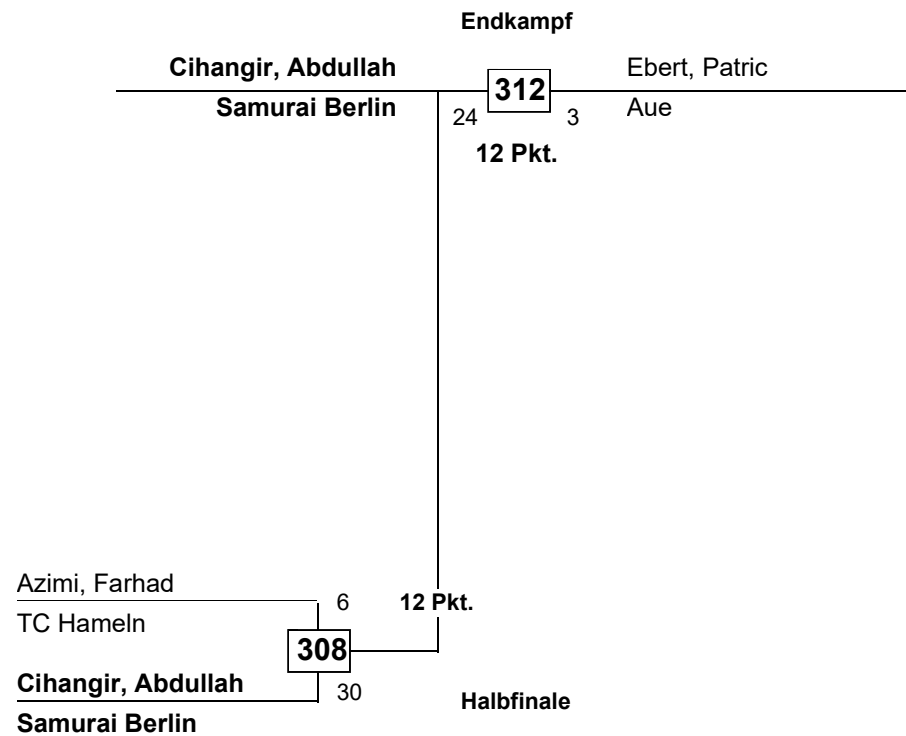 Endkampf
Cihangir, Abdullah
Samurai Berlin
24
312
3
12 Pkt.
Ebert, Patric
Aue
Azimi, Farhad
TC Hameln
6
12 Pkt.
308
Cihangir, Abdullah
Samurai Berlin
30
Halbfinale